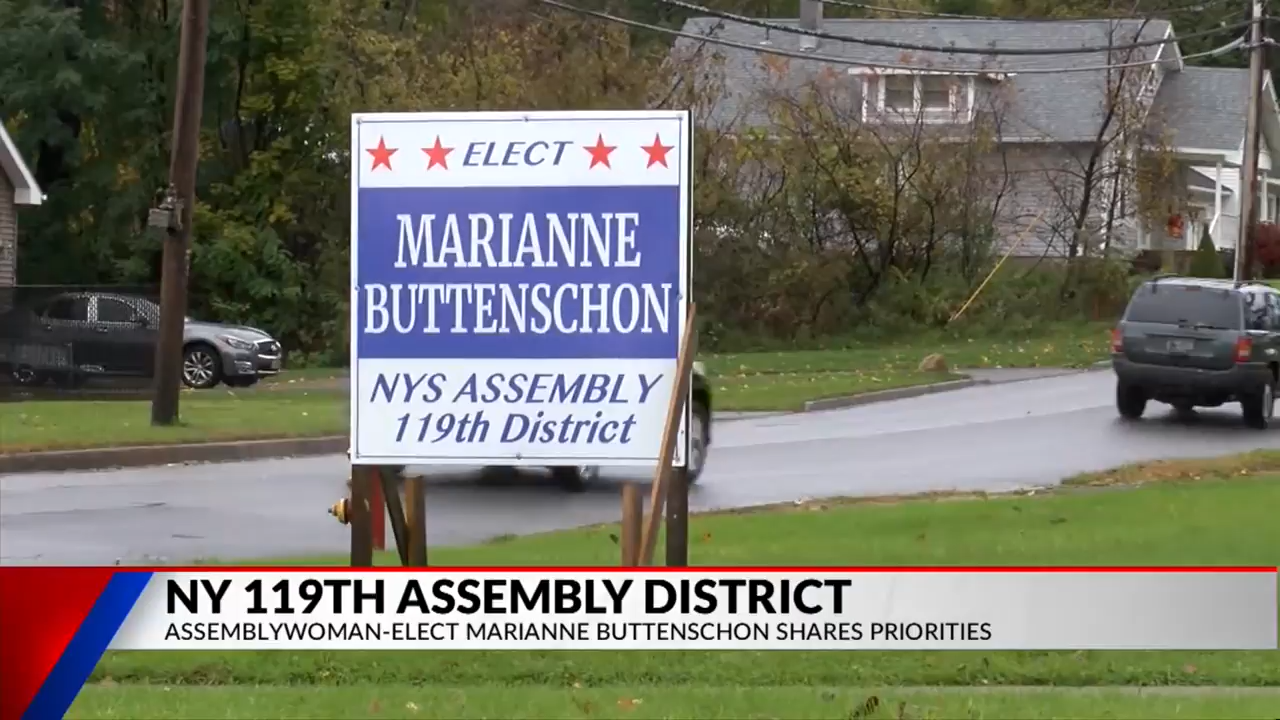 ELECT
MARIANNE
BUTTENSCHON
NYS ASSEMBLY
119th District
NY 119TH ASSEMBLY DISTRICT
ASSEMBLYWOMAN-ELECT MARIANNE BUTTENSCHON SHARES PRIORITIES